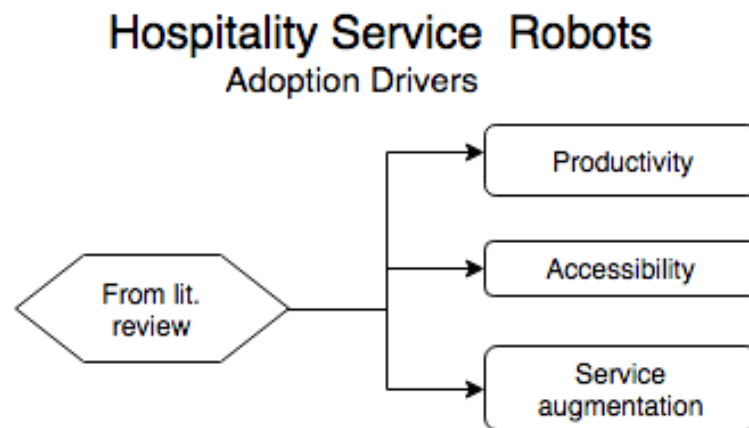 Hospitality Service Robots
Adoption Drivers
Productivity
From lit.
review
Accessibility
Service
augmentation